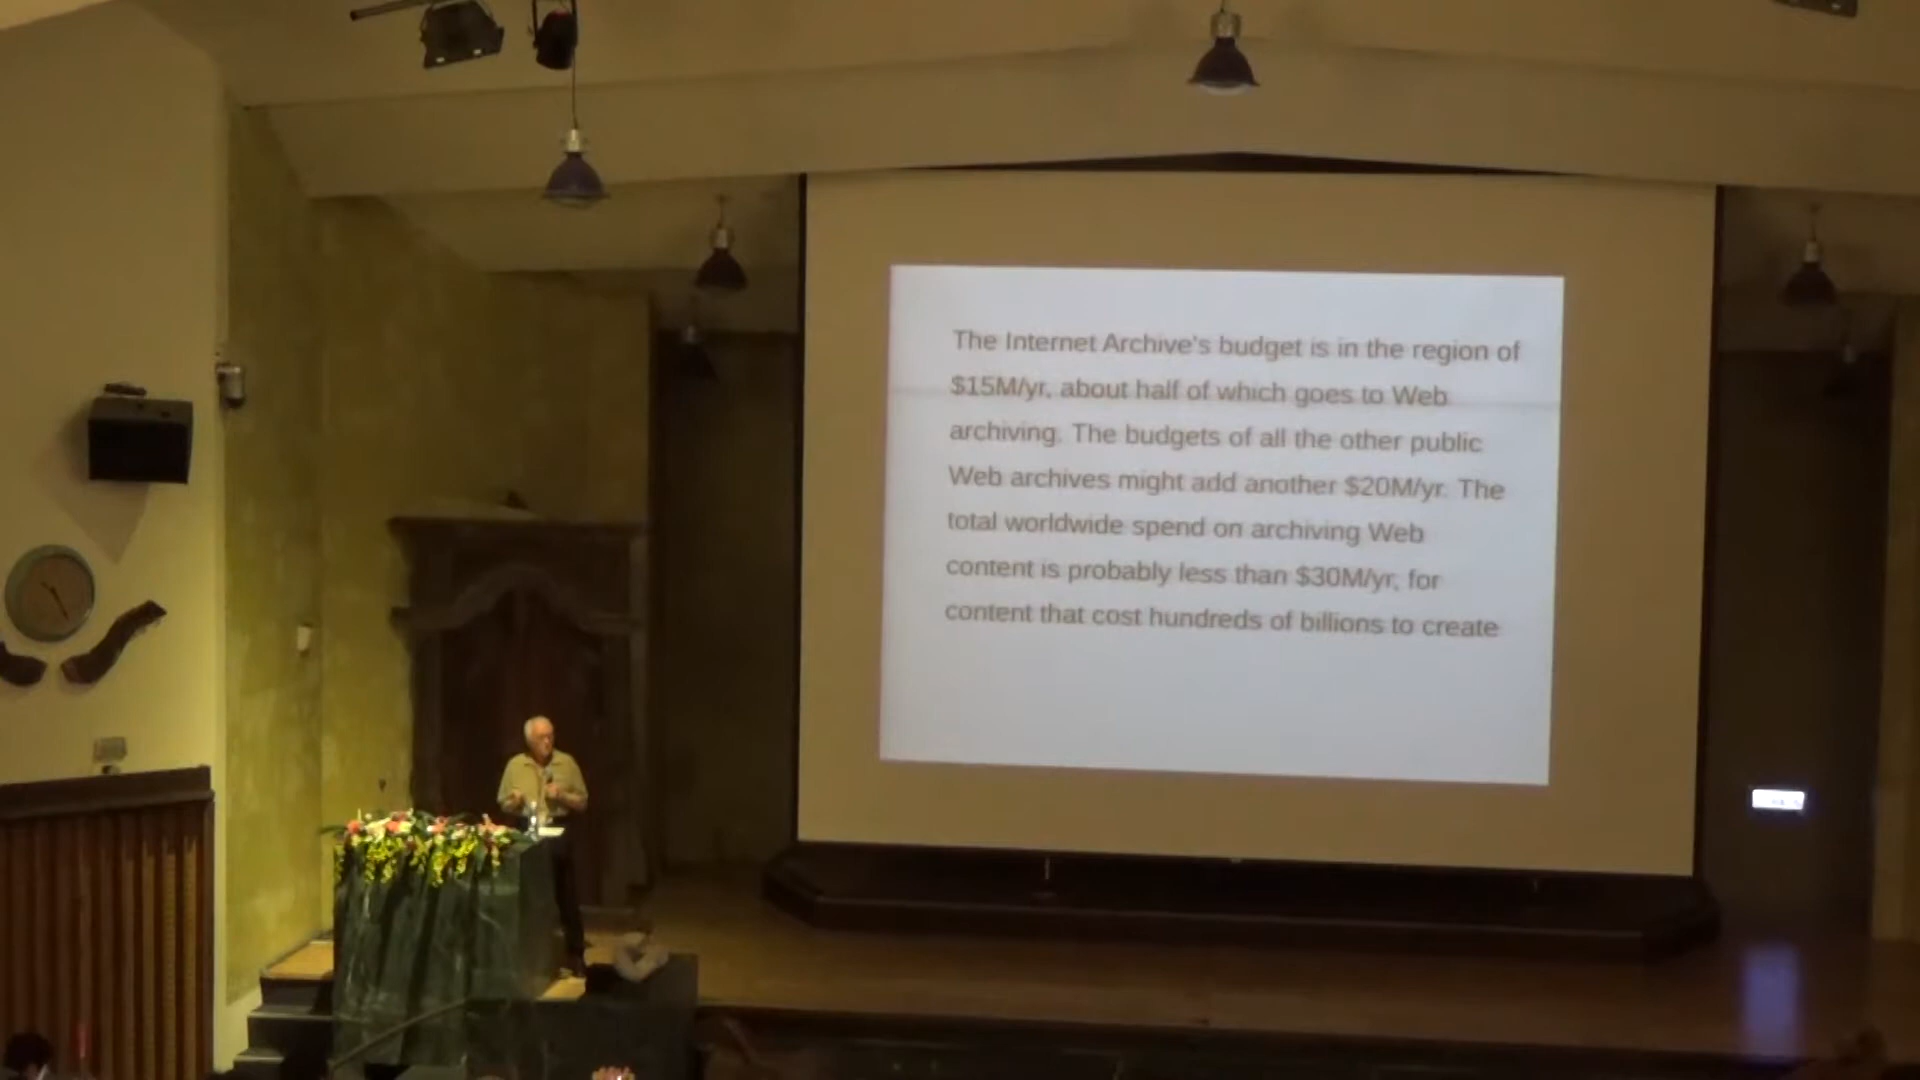 The Internet Archive's budget is in the region of
$15M/yr, about half of which goes to Web
archiving. The budgets of all the other public
Web archives might add another $20M/yr. The
total worldwide spend on archiving Web
content is probably less than $30M/yr, for
content that cost hundreds of billions to create